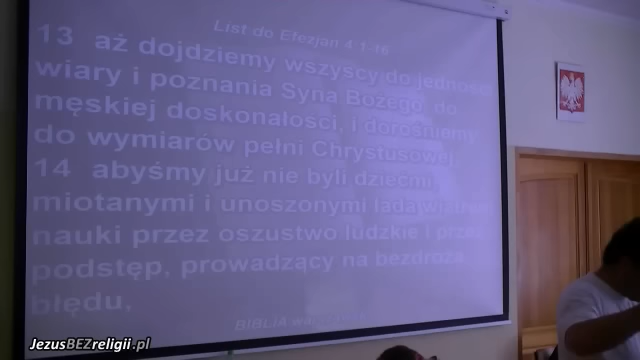 List do Efezjan 4:1-16
13 aż dojdziemy wszyscy do jedności
wiary i poznania Syna Bożego, do
męskiej doskonałości, i dorośniemy
do wymiarów pełni Chrystusowej,
14 abyśmy już nie byli dziećmi,
miotanymi i unoszonymi lada
nauki przez oszustwo ludzkie i przez
podstęp, prowadzący na bezdroża
błędu,
BIBLIA
JezusBEZreligii.pl